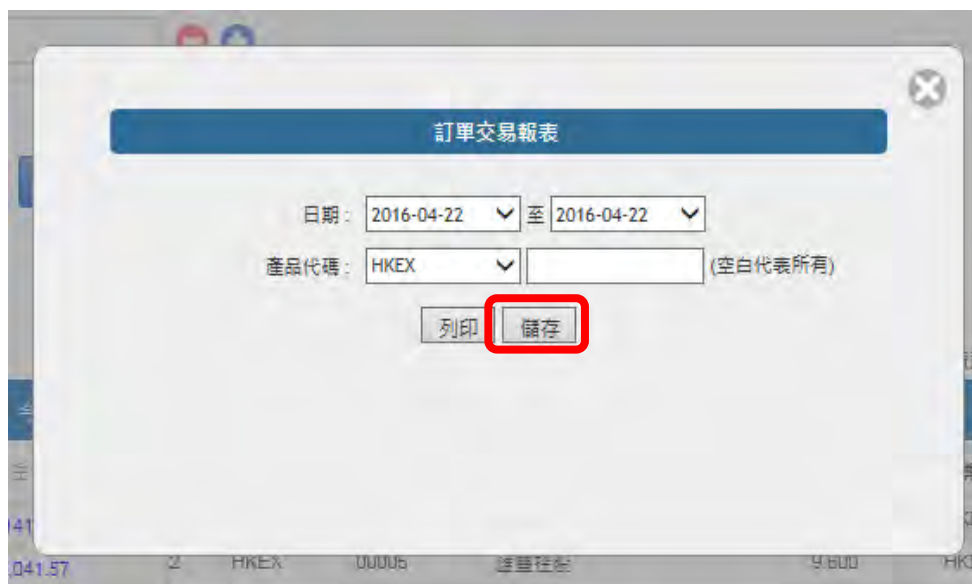 訂單交易報表
日期 : 2016-04-22 至 2016-04-22
產品代碼 : HKEX (空白代表所有)
列印 儲存
041.57 2 HKEX 00005 9.600 HK